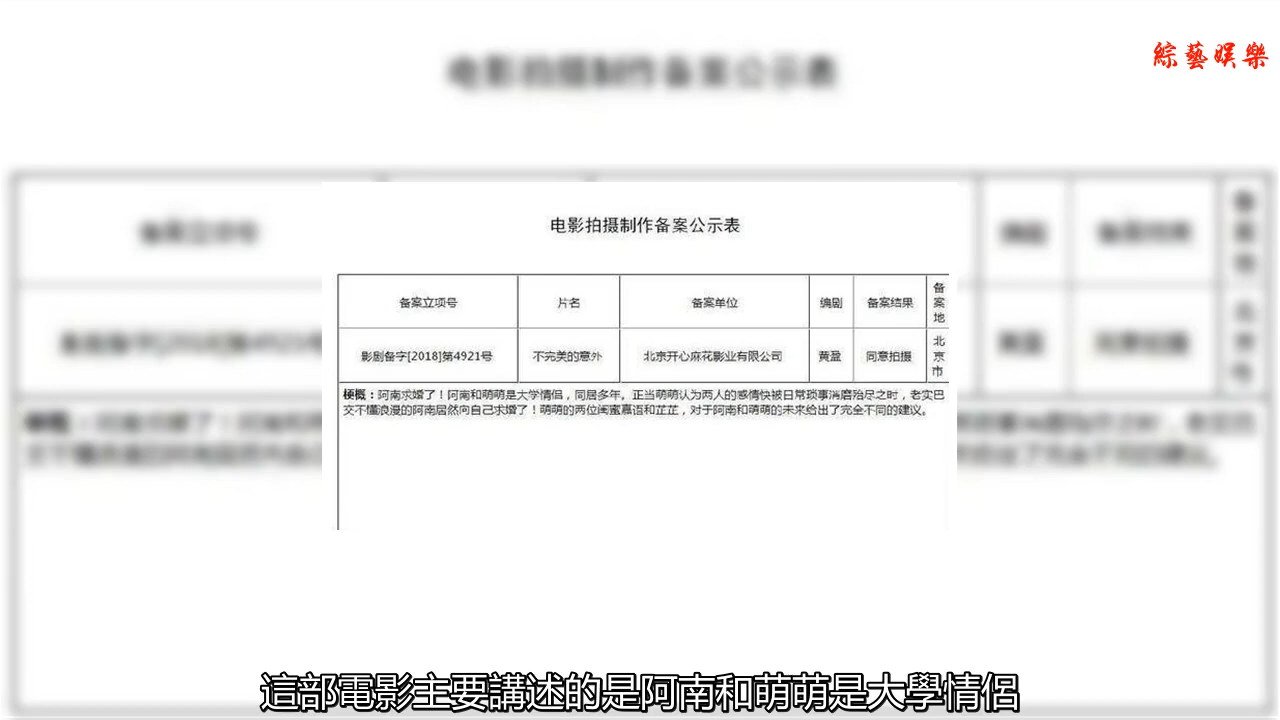 綜藝娱樂
电影拍摄制作备案公示表
备案立项号 片名 备案单位 编剧 备案结果 备案地
影剧备字[2018]第4921号 不完美的意外 北京开心麻花影业有限公司 黄盈 同意拍摄 北京市
梗概：阿南求婚了！阿南和萌萌是大学情侣，同居多年。正当萌萌认为两人的感情快被日常琐事消磨殆尽之时，老实巴
交不懂浪漫的阿南居然向自己求婚了！萌萌的两位闺蜜嘉语和芷芷，对于阿南和萌萌的未来给出了完全不同的建议。
這部電影主要講述的是阿南和萌萌是大學情侶